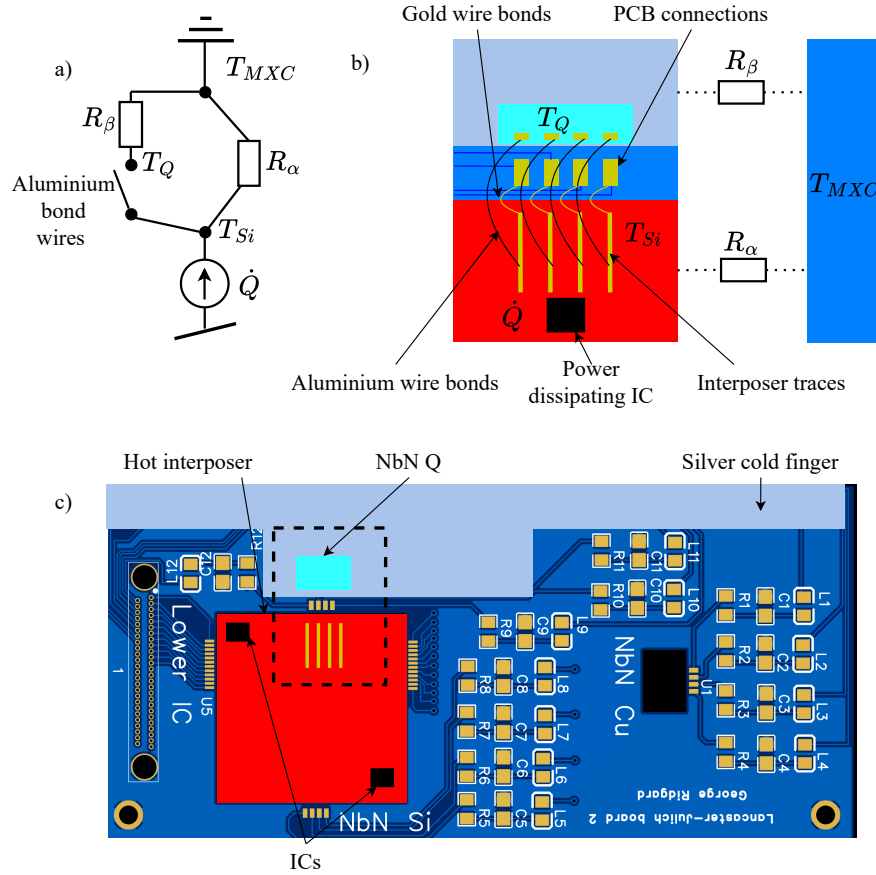 a)
T_MXC
R_β
T_Q
R_α
Aluminium
bond
wires
T_Si
Q̇
Gold wire bonds
PCB connections
b)
T_Q
R_β
T_MXC
T_Si
R_α
Q̇
Aluminium wire bonds
Power
dissipating IC
Interposer traces
Hot interposer
NbN Q
Silver cold finger
c)
L12
C12
R12
R11
C11
L11
R10
C10
L10
R9
C9
L9
R1
C1
L1
Lower IC
1
U5
R8
C8
L8
NbN Cu
U1
R2
C2
L2
R7
C7
L7
R3
C3
L3
R6
C6
L6
R4
C4
L4
R5
C5
L5
NbN Si
George Ridgard
Lancaster-Julich board 2
ICs